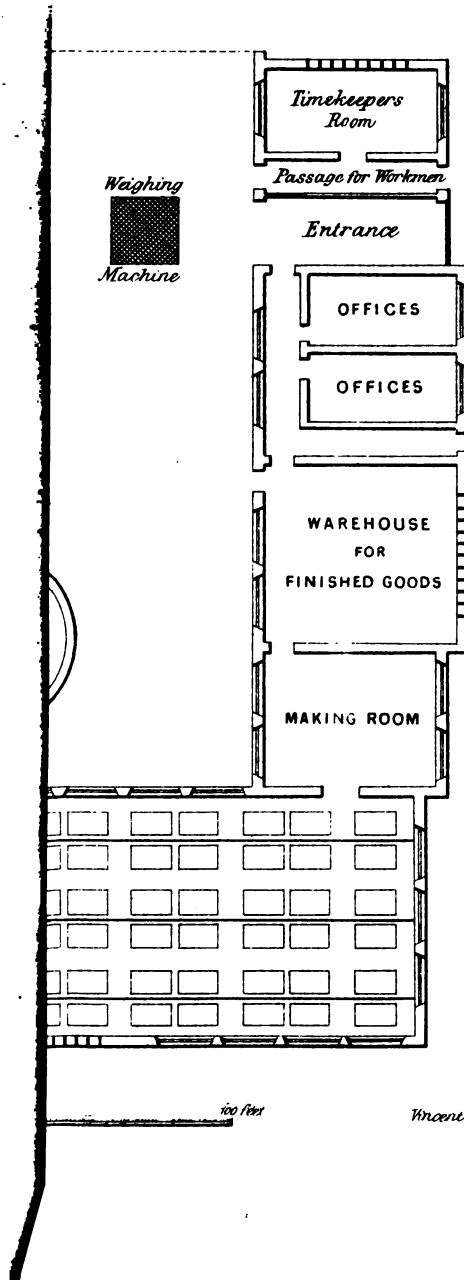 Timekeepers
Room
Passage for Workmen
Weighing
Machine
Entrance
OFFICES
OFFICES
WAREHOUSE
FOR
FINISHED GOODS
MAKING ROOM
100 feet
Vincent